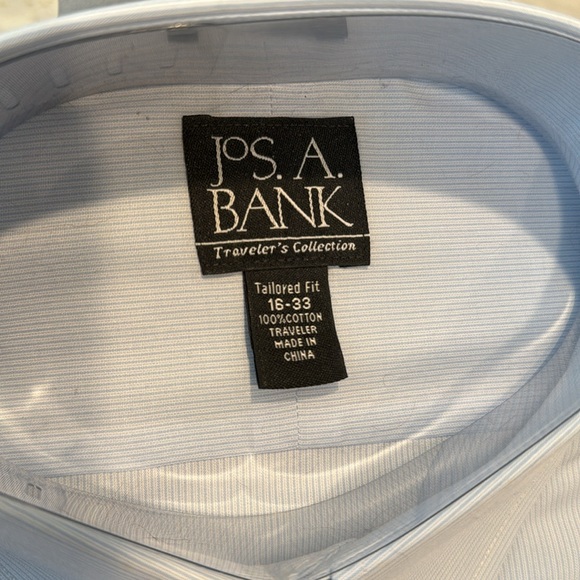 JoS. A.
BANK
Traveler's Collection
Tailored Fit
16-33
100%COTTON
TRAVELER
MADE IN
CHINA